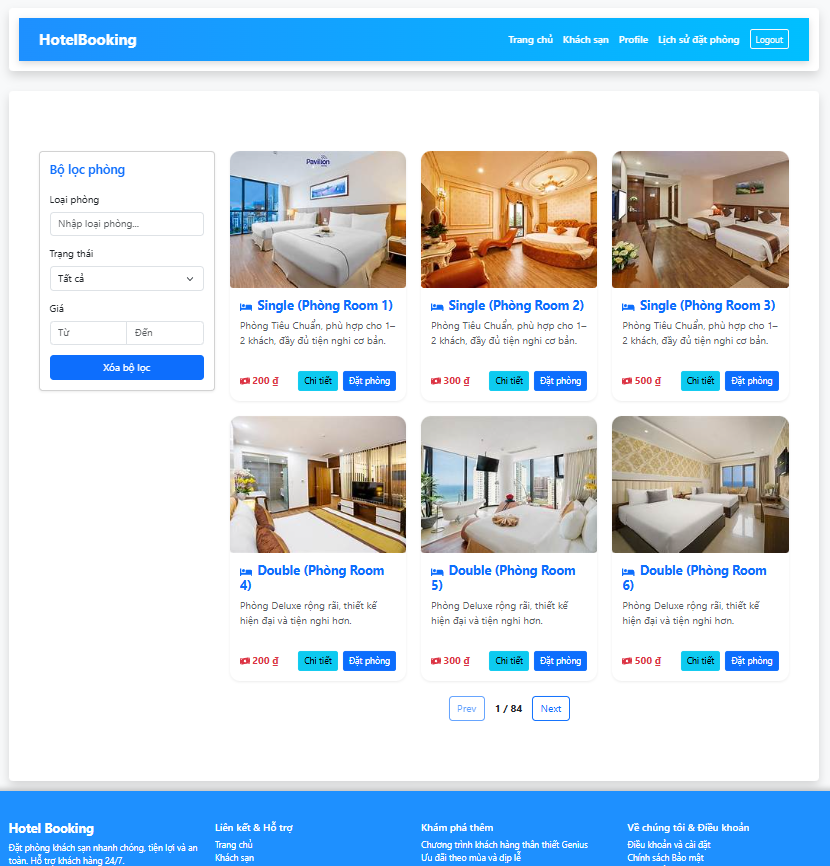 HotelBooking
Trang chủ Khách sạn Profile Lịch sử đặt phòng Logout
Bộ lọc phòng
Loại phòng
Nhập loại phòng...
Trạng thái
Tất cả
Giá
Từ Đến
Xóa bộ lọc
Pavilion
Single (Phòng Room 1)
Phòng Tiêu Chuẩn, phù hợp cho 1–
2 khách, đầy đủ tiện nghi cơ bản.
200 ₫ Chi tiết Đặt phòng
Single (Phòng Room 2)
Phòng Tiêu Chuẩn, phù hợp cho 1–
2 khách, đầy đủ tiện nghi cơ bản.
300 ₫ Chi tiết Đặt phòng
Single (Phòng Room 3)
Phòng Tiêu Chuẩn, phù hợp cho 1–
2 khách, đầy đủ tiện nghi cơ bản.
500 ₫ Chi tiết Đặt phòng
Double (Phòng Room
4)
Phòng Deluxe rộng rãi, thiết kế
hiện đại và tiện nghi hơn.
200 ₫ Chi tiết Đặt phòng
Double (Phòng Room
5)
Phòng Deluxe rộng rãi, thiết kế
hiện đại và tiện nghi hơn.
300 ₫ Chi tiết Đặt phòng
Double (Phòng Room
6)
Phòng Deluxe rộng rãi, thiết kế
hiện đại và tiện nghi hơn.
500 ₫ Chi tiết Đặt phòng
Prev 1 / 84 Next
Hotel Booking
Đặt phòng khách sạn nhanh chóng, tiện lợi và an
toàn. Hỗ trợ khách hàng 24/7.
Liên kết & Hỗ trợ
Trang chủ
Khách sạn
Khám phá thêm
Chương trình khách hàng thân thiết Genius
Ưu đãi theo mùa và dịp lễ
Về chúng tôi & Điều khoản
Điều khoản và cài đặt
Chính sách Bảo mật